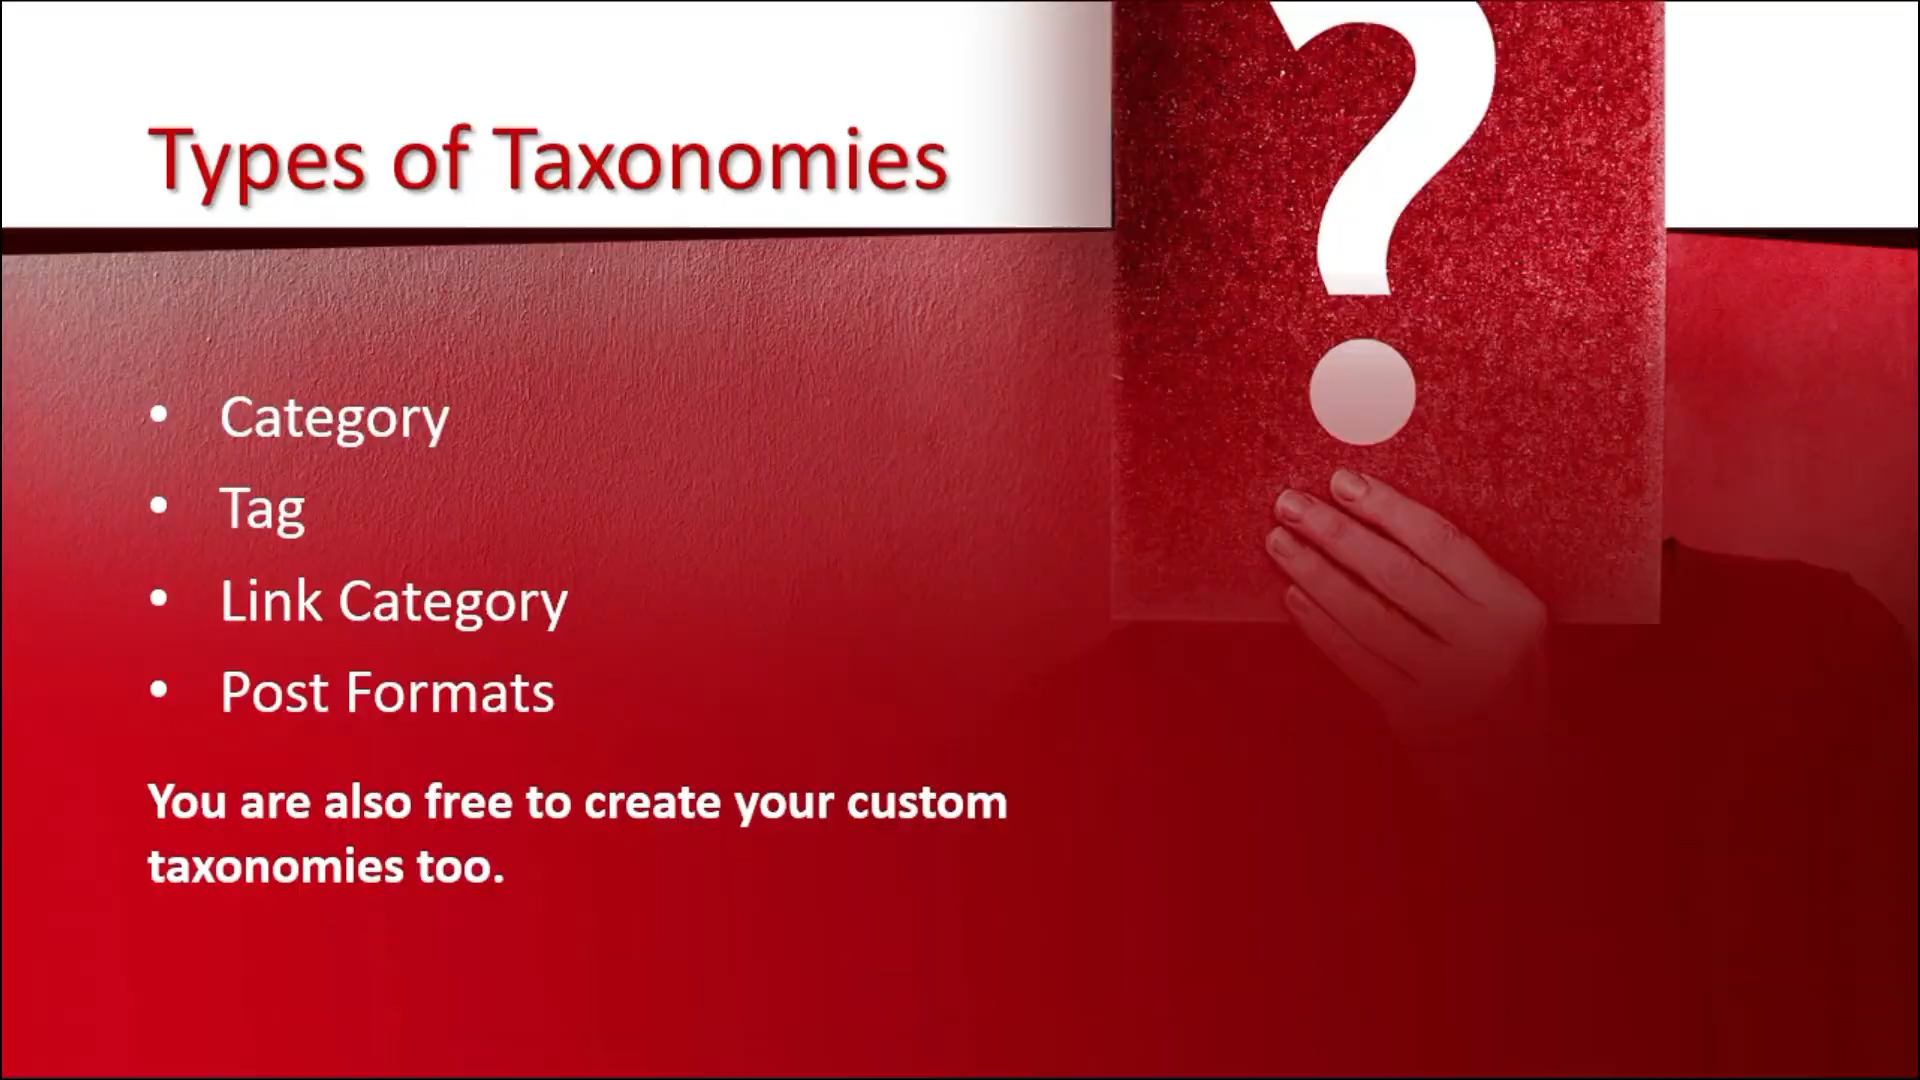 Types of Taxonomies
• Category
• Tag
• Link Category
• Post Formats
You are also free to create your custom
taxonomies too.
?